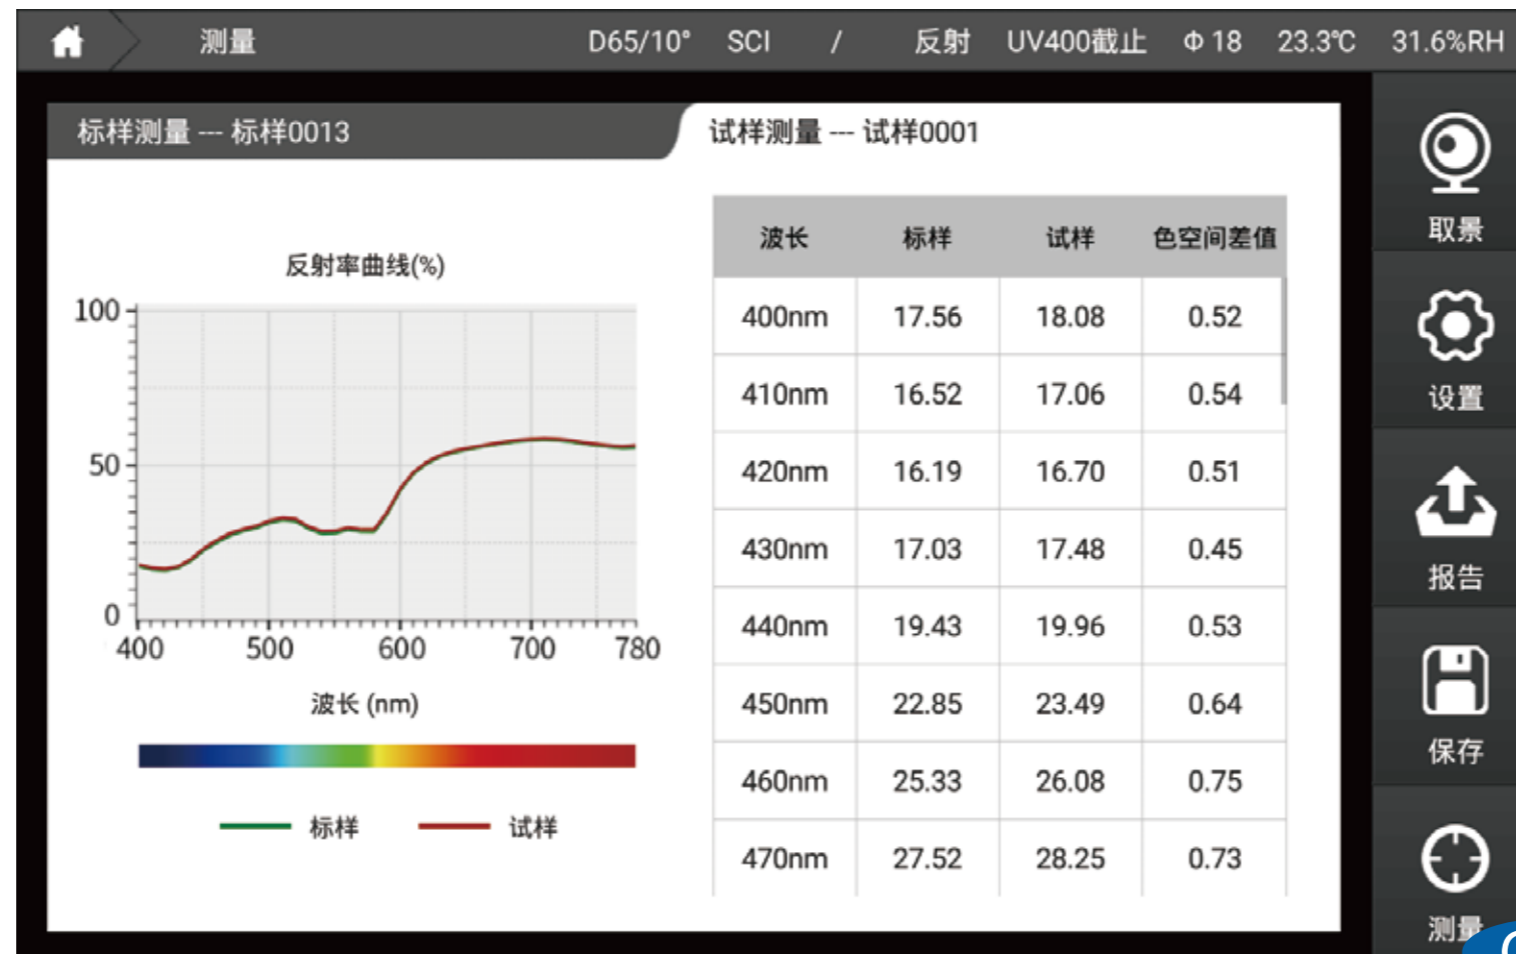 测量 D65/10° SCI / 反射 UV400截止 Φ 18 23.3℃ 31.6%RH
标样测量 --- 标样0013
试样测量 --- 试样0001
反射率曲线(%)
100
50
0
400 500 600 700 780
波长 (nm)
标样 试样
波长 标样 试样 色空间差值
400nm 17.56 18.08 0.52
410nm 16.52 17.06 0.54
420nm 16.19 16.70 0.51
430nm 17.03 17.48 0.45
440nm 19.43 19.96 0.53
450nm 22.85 23.49 0.64
460nm 25.33 26.08 0.75
470nm 27.52 28.25 0.73
取景
设置
报告
保存
测量